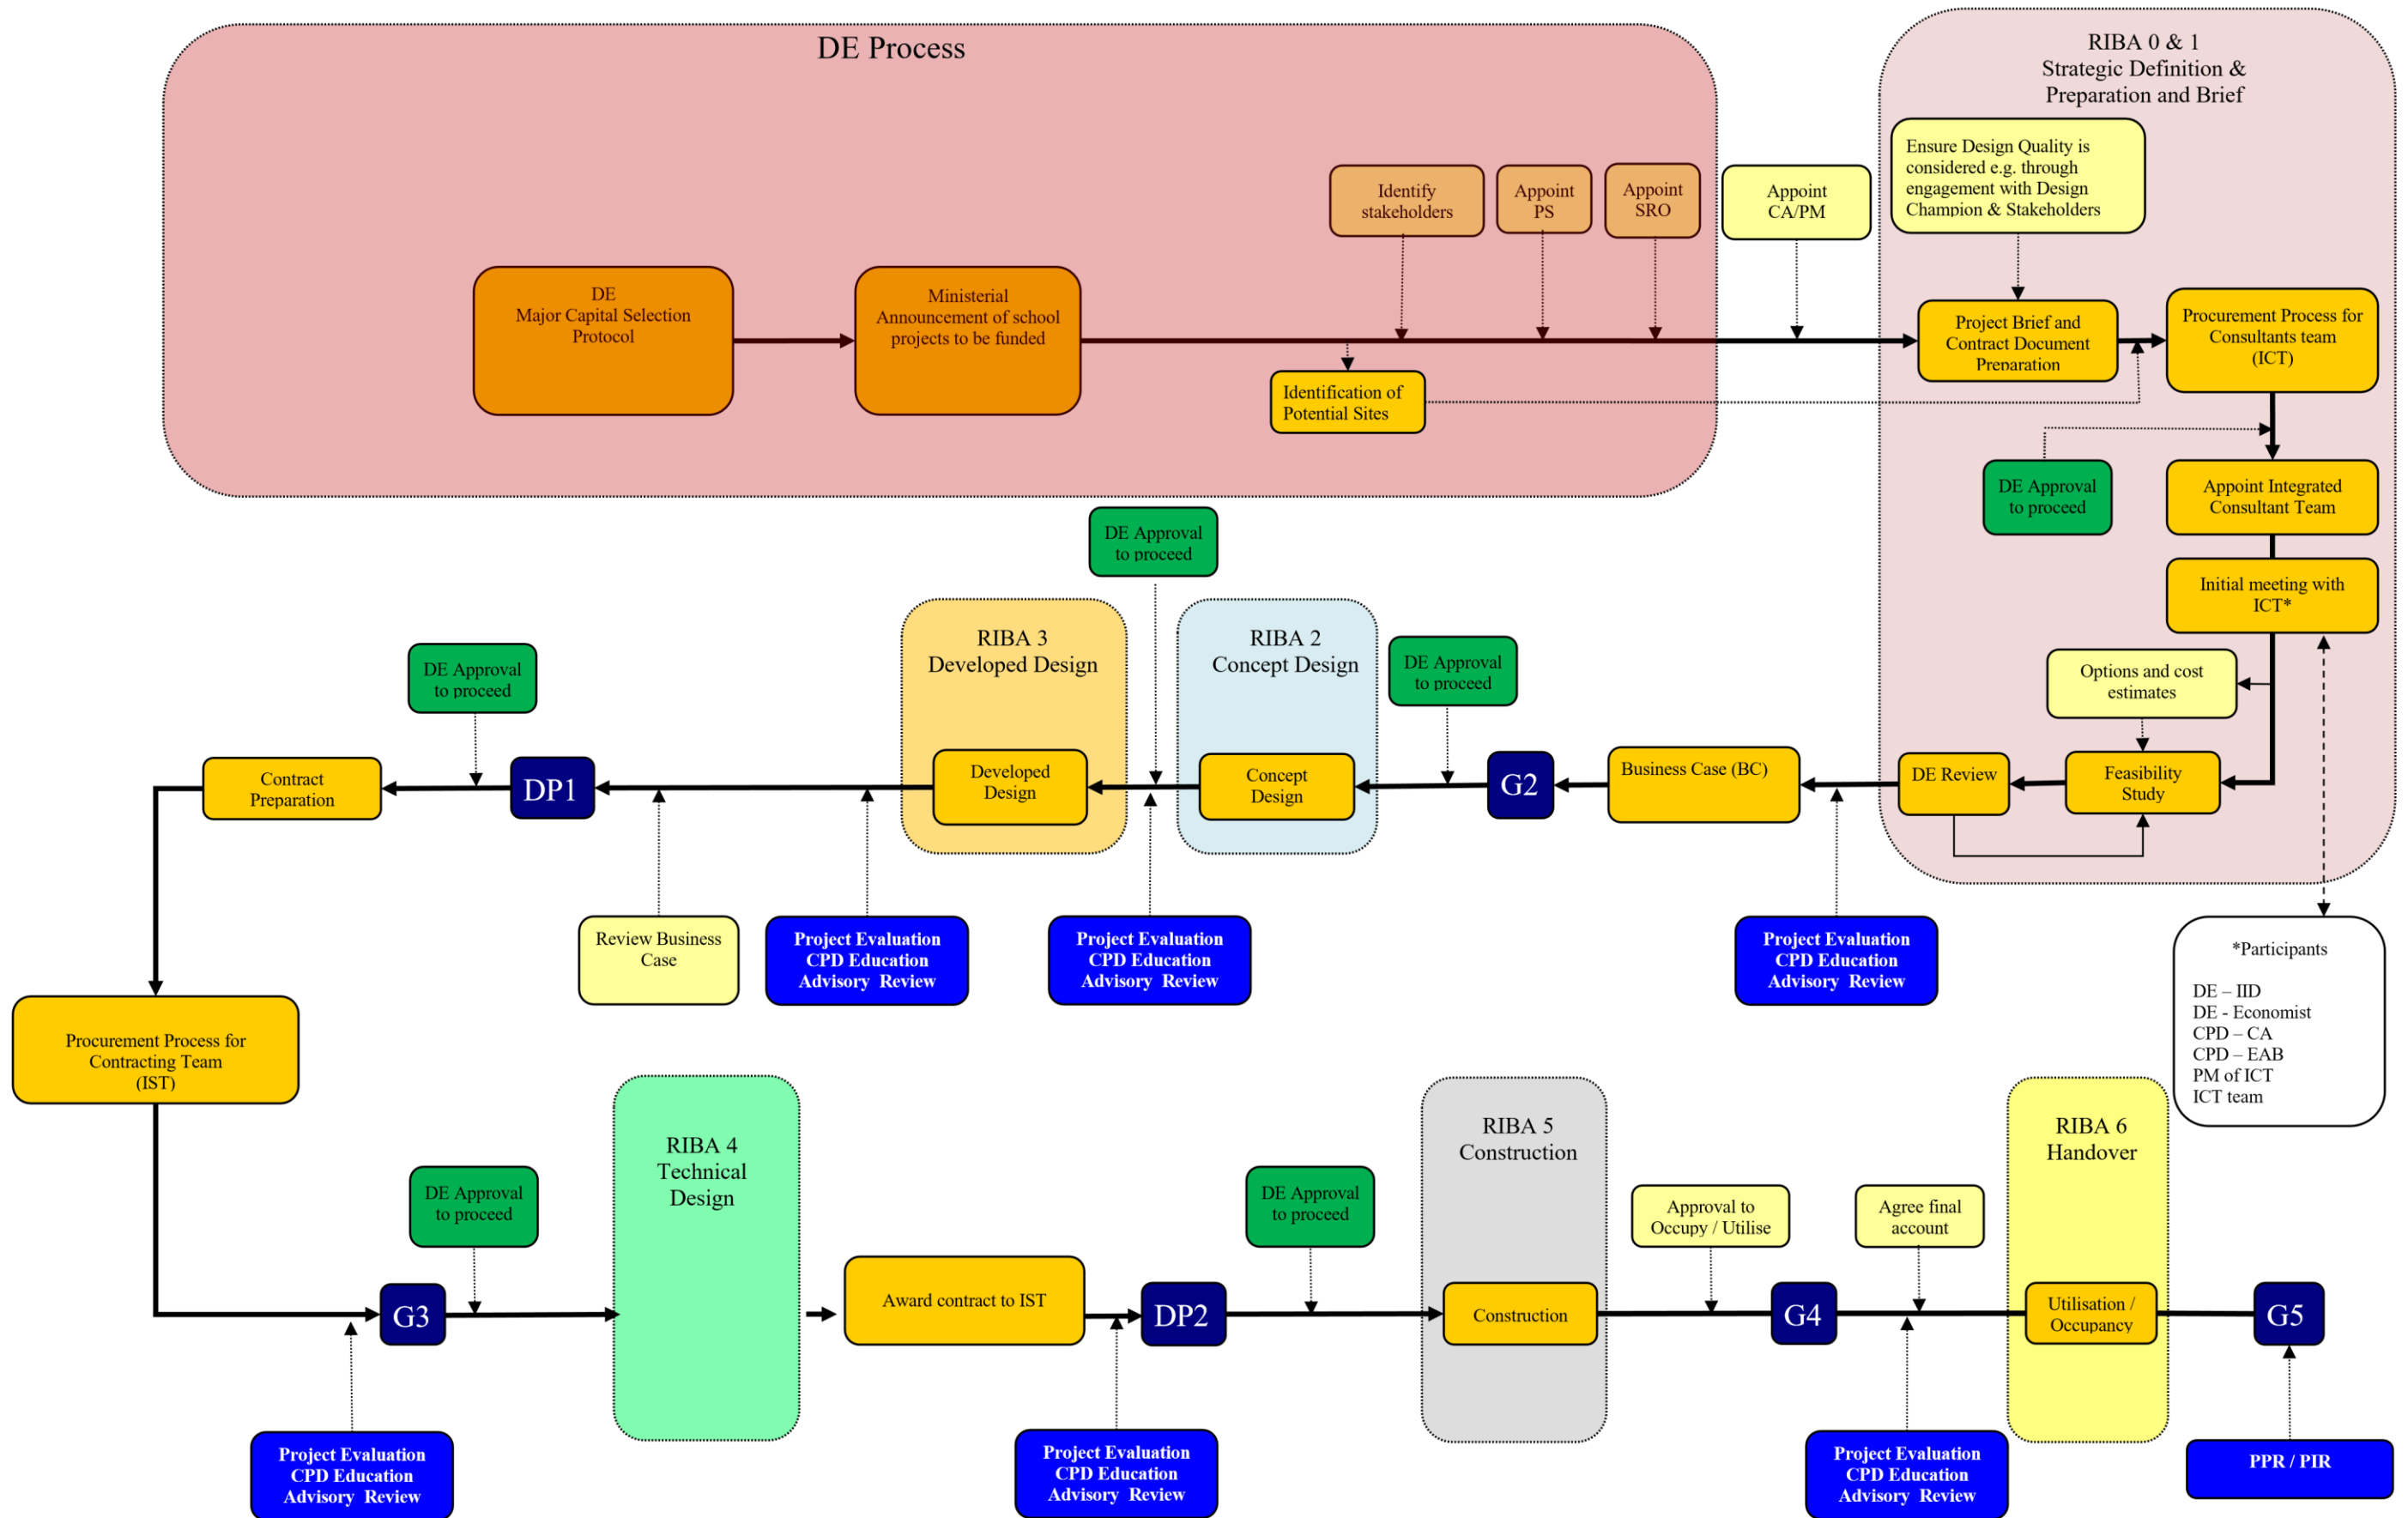 DE Process
RIBA 0 & 1
Strategic Definition &
Preparation and Brief
Identify
stakeholders
Appoint
PS
Appoint
SRO
Appoint
CA/PM
Ensure Design Quality is
considered e.g. through
engagement with Design
Champion & Stakeholders
DE
Major Capital Selection
Protocol
Ministerial
Announcement of school
projects to be funded
Identification of
Potential Sites
Project Brief and
Contract Document
Preparation
Procurement Process for
Consultants team
(ICT)
DE Approval
to proceed
Appoint Integrated
Consultant Team
Initial meeting with
ICT*
Options and cost
estimates
Feasibility
Study
DE Review
Business Case (BC)
G2
DE Approval
to proceed
RIBA 2
Concept Design
Concept
Design
DE Approval
to proceed
RIBA 3
Developed Design
Developed
Design
DP1
DE Approval
to proceed
Contract
Preparation
Review Business
Case
Project Evaluation
CPD Education
Advisory Review
Project Evaluation
CPD Education
Advisory Review
Project Evaluation
CPD Education
Advisory Review
*Participants
DE – IID
DE - Economist
CPD – CA
CPD – EAB
PM of ICT
ICT team
Procurement Process for
Contracting Team
(IST)
G3
DE Approval
to proceed
Project Evaluation
CPD Education
Advisory Review
RIBA 4
Technical
Design
Award contract to IST
DP2
Project Evaluation
CPD Education
Advisory Review
DE Approval
to proceed
RIBA 5
Construction
Construction
Approval to
Occupy / Utilise
G4
Agree final
account
Project Evaluation
CPD Education
Advisory Review
RIBA 6
Handover
Utilisation /
Occupancy
G5
PPR / PIR